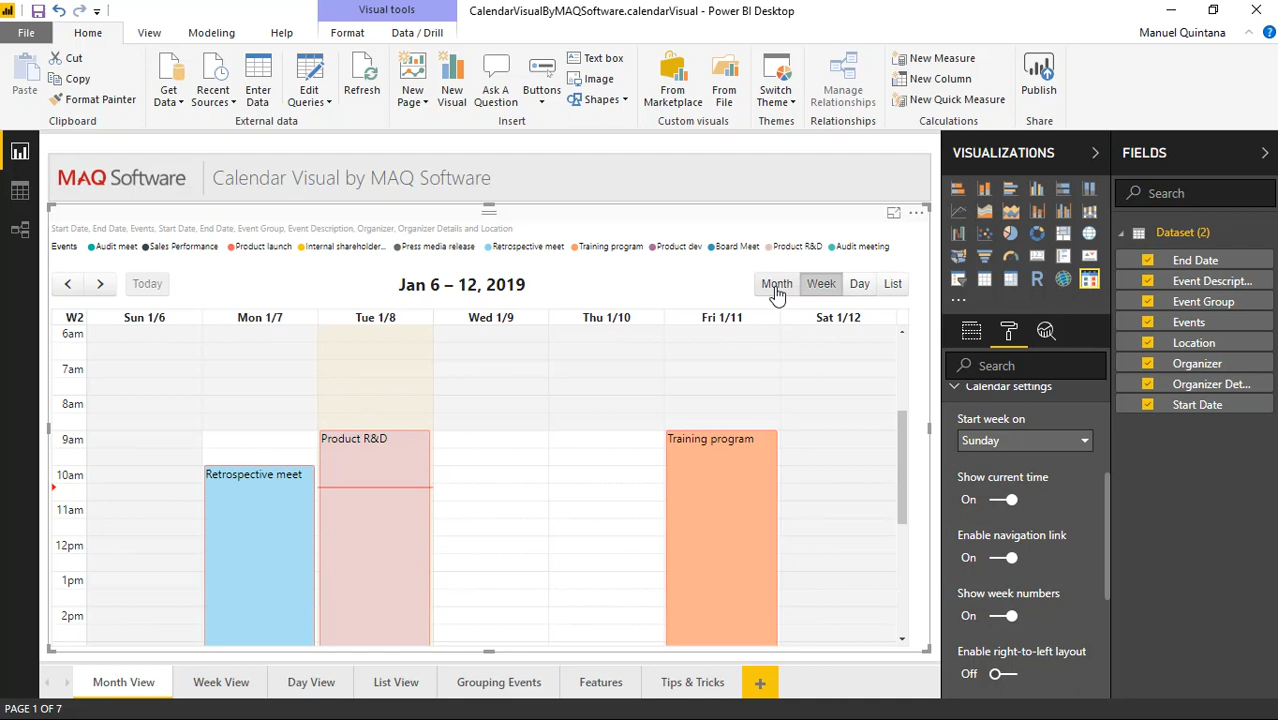 Visual tools
CalendarVisualByMAQSoftware.calendarVisual - Power BI Desktop
File Home View Modeling Help Format Data / Drill
Manuel Quintana
Paste
Cut
Copy
Format Painter
Clipboard
Get Data
Recent Sources
Enter Data
Edit Queries
Refresh
External data
New Page
New Visual
Ask A Question
Buttons
Text box
Image
Shapes
Insert
From Marketplace
From File
Custom visuals
Switch Theme
Themes
Manage Relationships
Relationships
New Measure
New Column
New Quick Measure
Calculations
Publish
Share
MAQ Software
Calendar Visual by MAQ Software
Start Date, End Date, Events, Start Date, End Date, Event Group, Event Description, Organizer, Organizer Details and Location
Events Audit meet Sales Performance Product launch Internal shareholder... Press media release Retrospective meet Training program Product dev Board Meet Product R&D Audit meeting
Today
Jan 6 – 12, 2019
Month Week Day List
W2 Sun 1/6 Mon 1/7 Tue 1/8 Wed 1/9 Thu 1/10 Fri 1/11 Sat 1/12
6am
7am
8am
9am
Product R&D
Training program
10am
Retrospective meet
11am
12pm
1pm
2pm
VISUALIZATIONS
R
Search
Calendar settings
Start week on
Sunday
Show current time
On
Enable navigation link
On
Show week numbers
On
Enable right-to-left layout
Off
FIELDS
Search
Dataset (2)
End Date
Event Descript...
Event Group
Events
Location
Organizer
Organizer Det...
Start Date
Month View Week View Day View List View Grouping Events Features Tips & Tricks
PAGE 1 OF 7